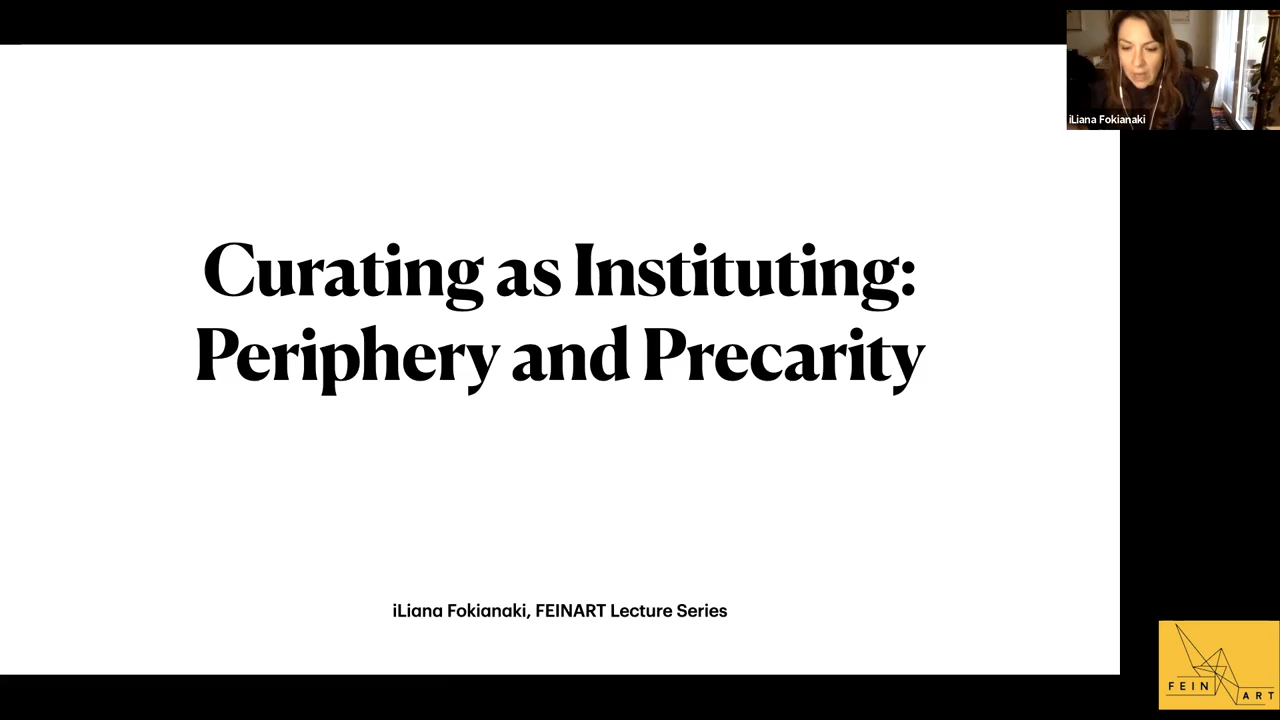 iLiana Fokianaki
Curating as Instituting:
Periphery and Precarity
iLiana Fokianaki, FEINART Lecture Series
FEIN ART